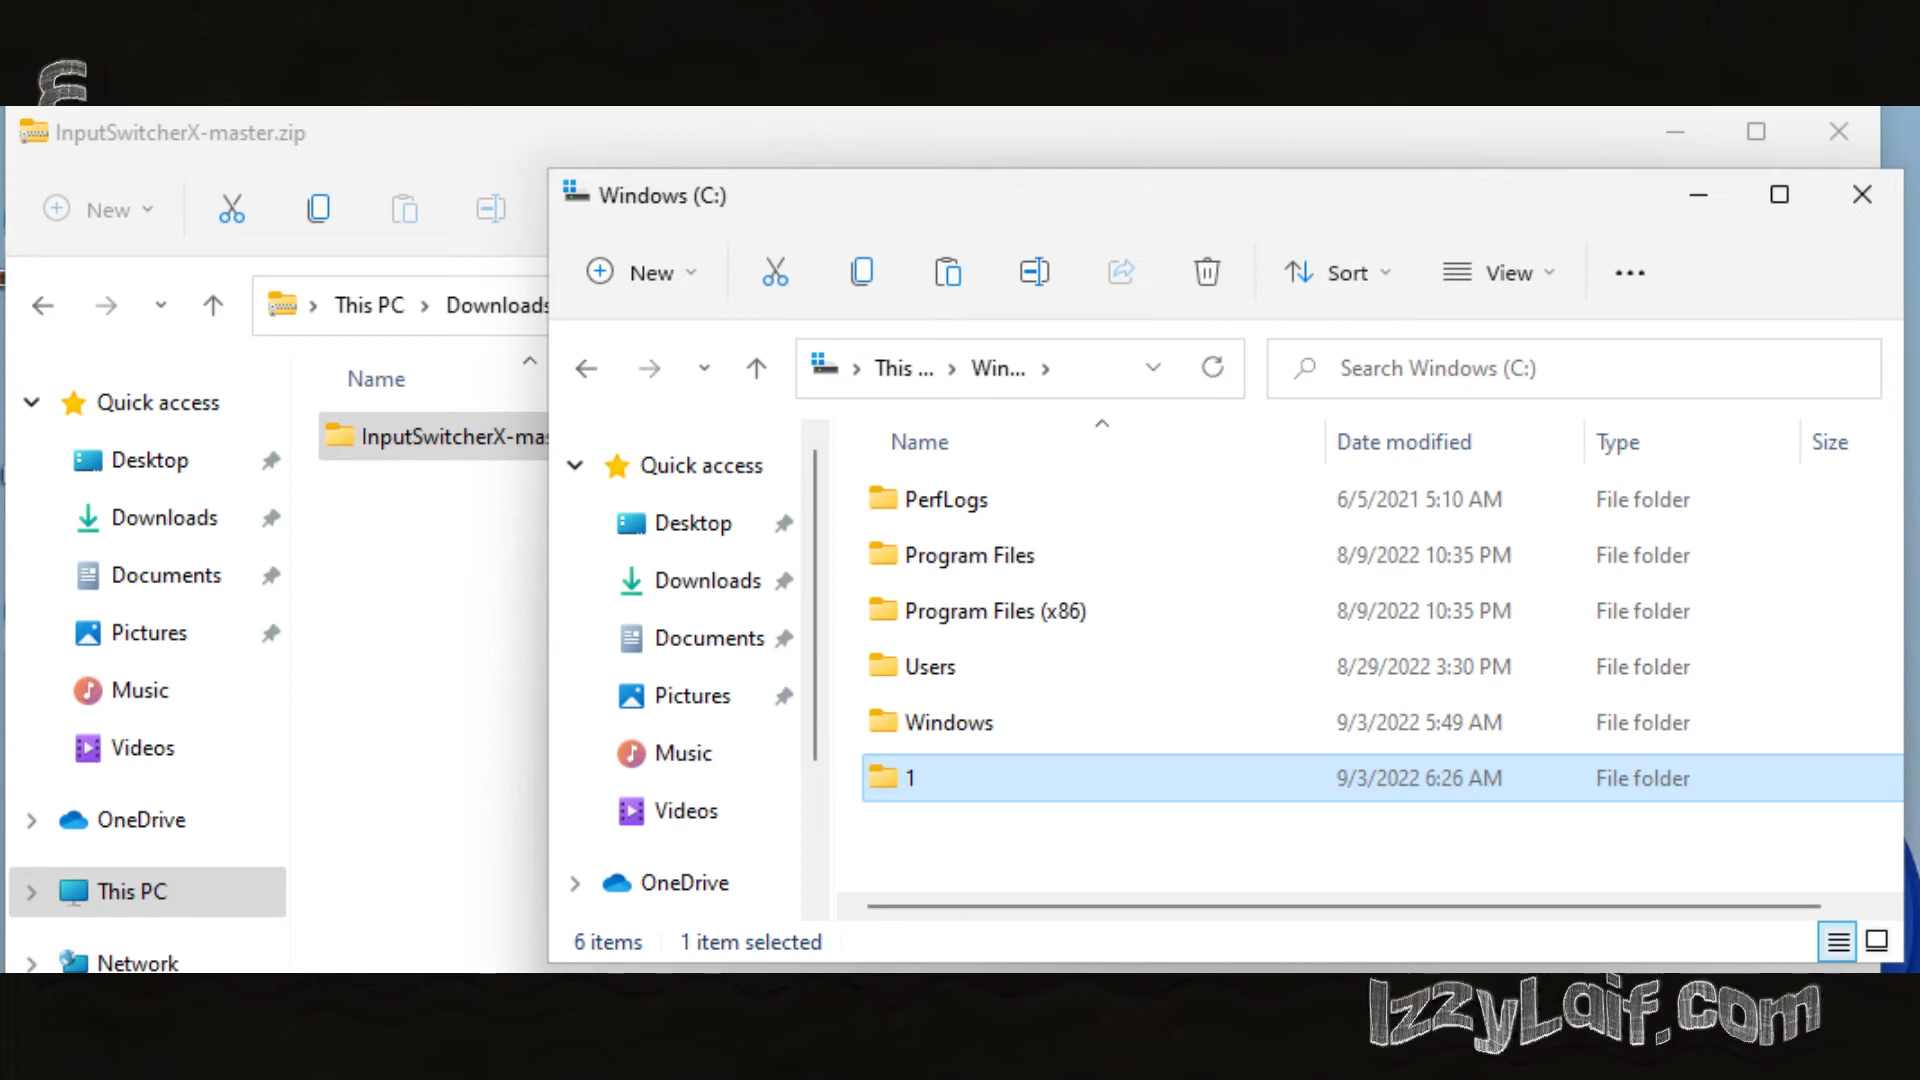 InputSwitcherX-master.zip
New
This PC > Downloads
Name
InputSwitcherX-mas
Quick access
Desktop
Downloads
Documents
Pictures
Music
Videos
OneDrive
This PC
Network
Windows (C:)
New
Sort
View
This ... > Win... >
Search Windows (C:)
Quick access
Desktop
Downloads
Documents
Pictures
Music
Videos
OneDrive
Name Date modified Type Size
PerfLogs 6/5/2021 5:10 AM File folder
Program Files 8/9/2022 10:35 PM File folder
Program Files (x86) 8/9/2022 10:35 PM File folder
Users 8/29/2022 3:30 PM File folder
Windows 9/3/2022 5:49 AM File folder
1 9/3/2022 6:26 AM File folder
6 items 1 item selected
IzzyLaif.com